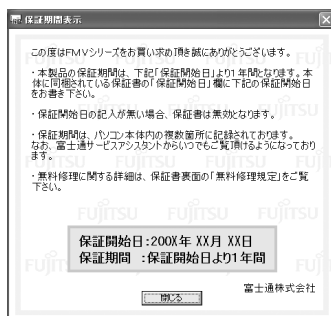 保証期間表示
この度はFMVシリーズをお買い求め頂き誠にありがとうございます。
・本製品の保証期間は、下記「保証開始日」より1年間となります。本
体に同梱されている保証書の「保証開始日」欄に下記の保証開始日
をお書き下さい。
・保証開始日の記入が無い場合、保証書は無効となります。
・保証期間は、パソコン本体内の複数箇所に記録されております。
なお、富士通サービスアシスタントからいつでもご覧頂けるようになっており
ます。
・無料修理に関する詳細は、保証書裏面の「無料修理規定」をご覧
下さい。
保証開始日:200X年 XX月 XX日
保証期間 :保証開始日より1年間
富士通株式会社
閉じる